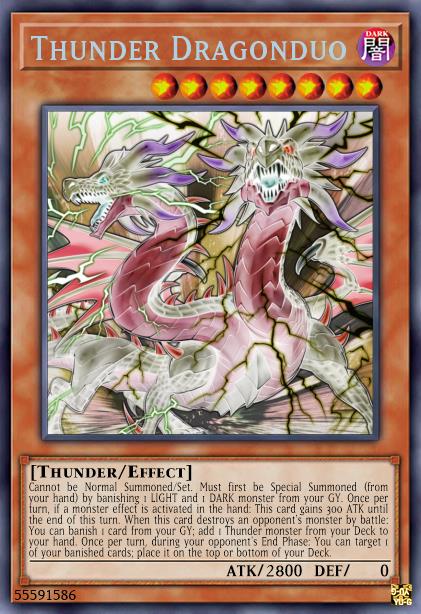 THUNDER DRAGONDUO
DARK
闇
[THUNDER/EFFECT]
Cannot be Normal Summoned/Set. Must first be Special Summoned (from
your hand) by banishing 1 LIGHT and 1 DARK monster from your GY. Once per
turn, if a monster effect is activated in the hand: This card gains 300 ATK until
the end of this turn. When this card destroys an opponent's monster by battle:
You can banish 1 card from your GY; add 1 Thunder monster from your Deck to
your hand. Once per turn, during your opponent's End Phase: You can target 1
of your banished cards; place it on the top or bottom of your Deck.
ATK/2800 DEF/ 0
55591586